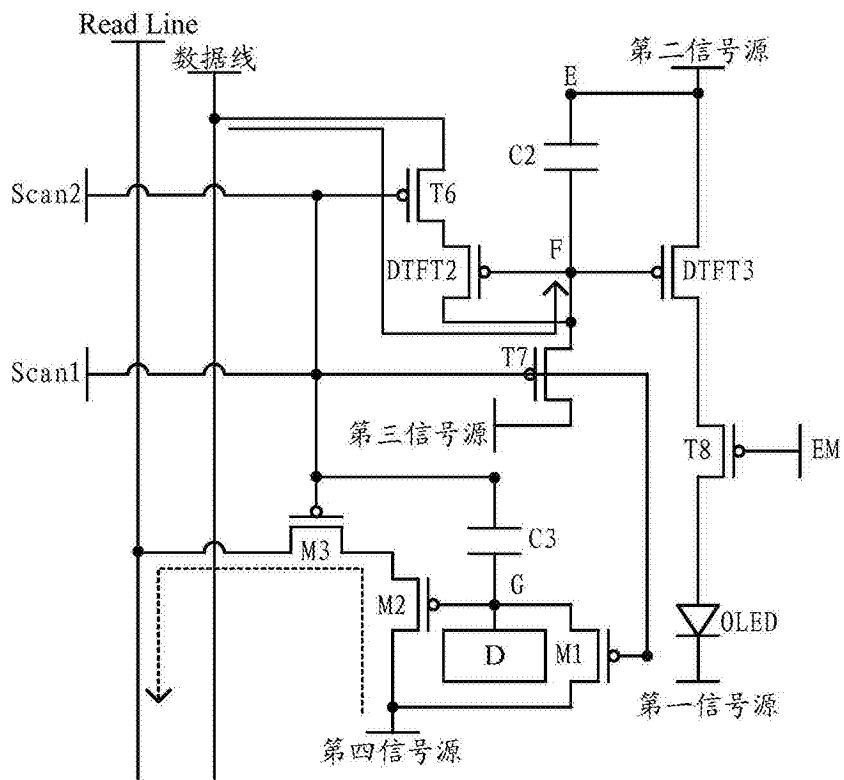 Read Line
数据线
第二信号源
E
C2
Scan2
T6
F
DTFT2
DTFT3
T7
Scan1
第三信号源
T8
EM
C3
M3
G
M2
OLED
D
M1
第一信号源
第四信号源